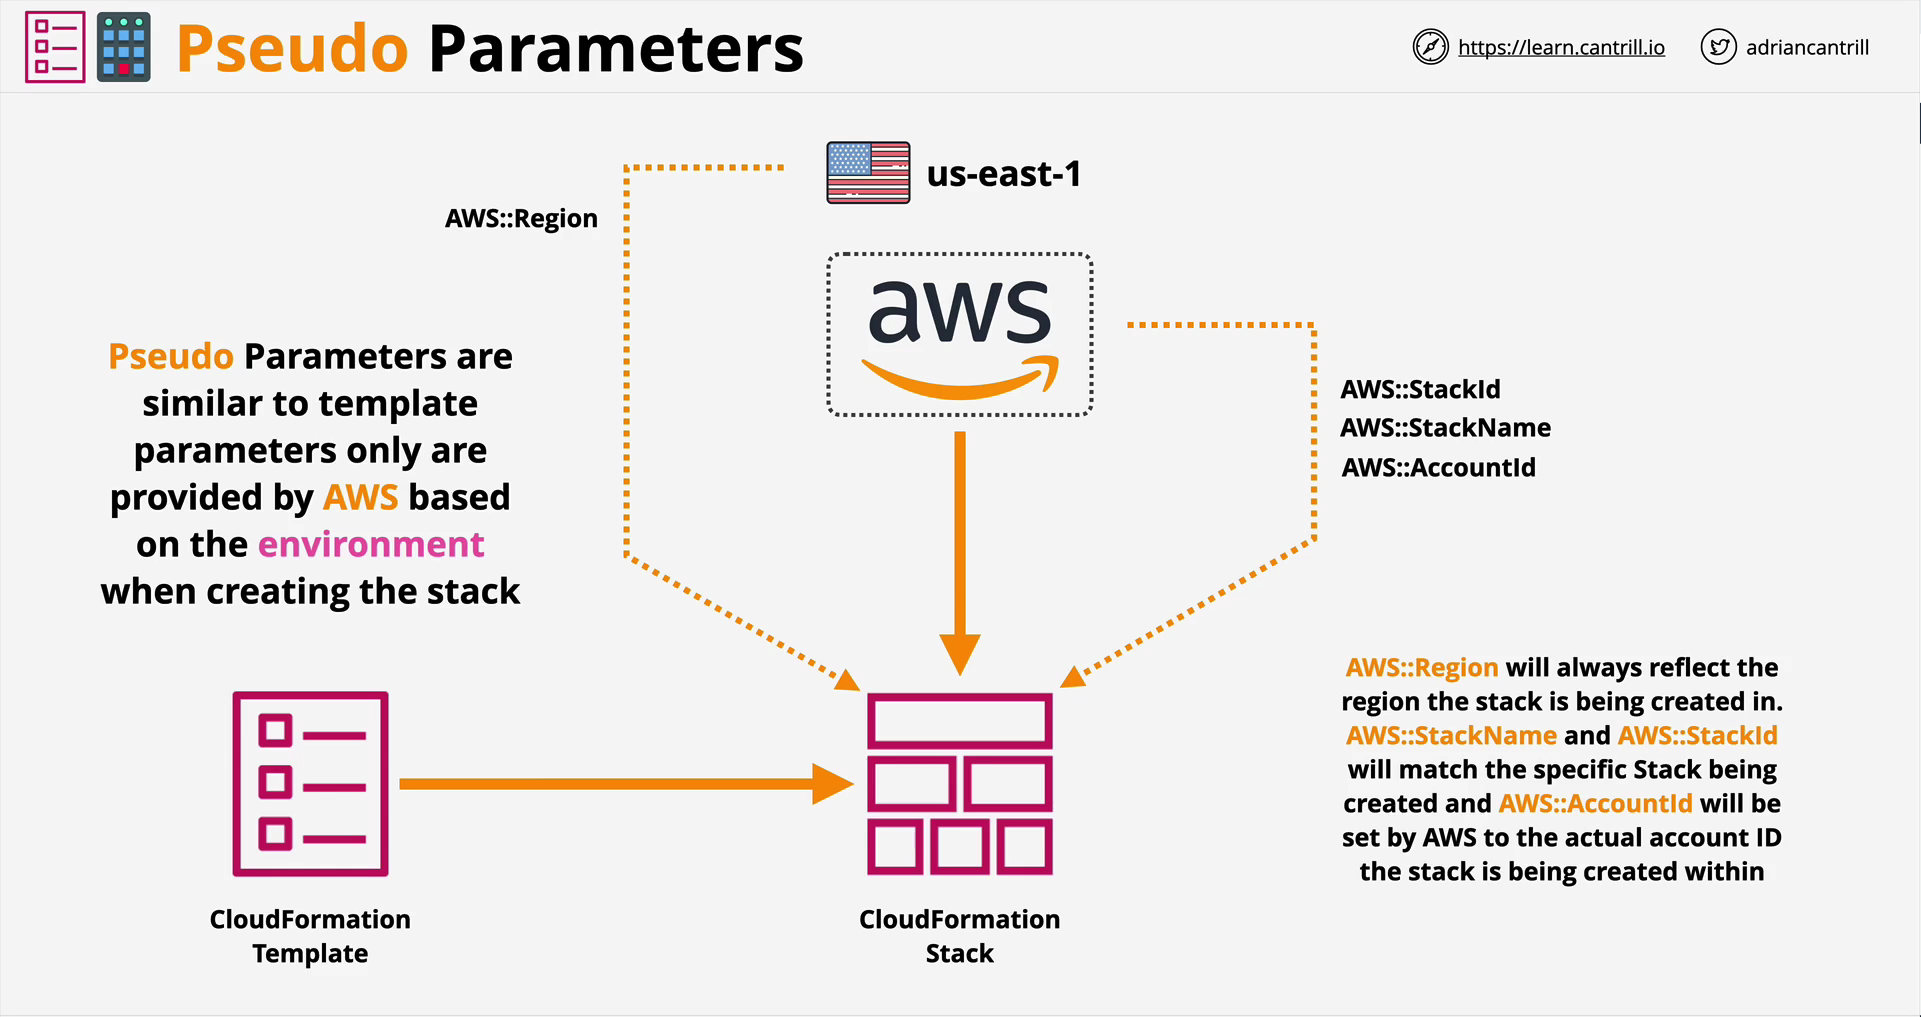 Pseudo Parameters
https://learn.cantrill.io
adriancantrill
us-east-1
AWS::Region
aws
AWS::StackId
AWS::StackName
AWS::AccountId
Pseudo Parameters are
similar to template
parameters only are
provided by AWS based
on the environment
when creating the stack
AWS::Region will always reflect the
region the stack is being created in.
AWS::StackName and AWS::StackId
will match the specific Stack being
created and AWS::AccountId will be
set by AWS to the actual account ID
the stack is being created within
CloudFormation
Template
CloudFormation
Stack